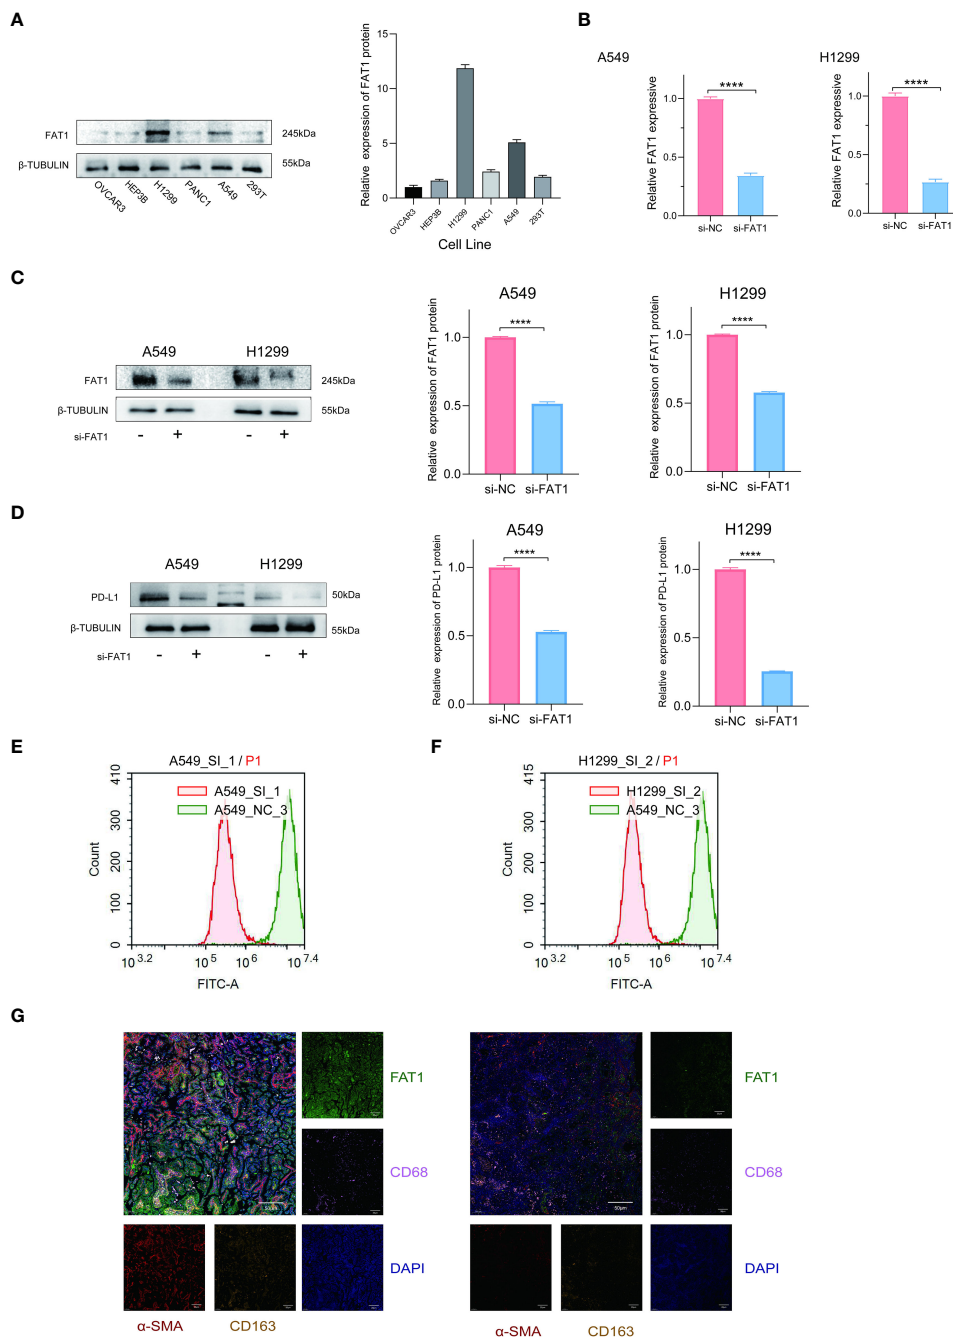 A
FAT1
245kDa
β-TUBULIN
55kDa
OVCAR3
HEP3B
H1299
PANC1
A549
293T
Relative expression of FAT1 protein
15
10
5
0
OVCAR3
HEP3B
H1299
PANC1
A549
293T
Cell Line
B
A549
Relative FAT1 expressive
1.0
0.5
0.0
****
si-NC
si-FAT1
H1299
Relative FAT1 expressive
1.0
0.5
0.0
****
si-NC
si-FAT1
C
A549
H1299
FAT1
245kDa
β-TUBULIN
55kDa
si-FAT1
-
+
-
+
A549
Relative expression of FAT1 protein
1.0
0.5
0.0
****
si-NC
si-FAT1
H1299
Relative expression of FAT1 protein
1.0
0.5
0.0
****
si-NC
si-FAT1
D
A549
H1299
PD-L1
50kDa
β-TUBULIN
55kDa
si-FAT1
-
+
-
+
A549
Relative expression of PD-L1 protein
1.0
0.5
0.0
****
si-NC
si-FAT1
H1299
Relative expression of PD-L1 protein
1.0
0.5
0.0
****
si-NC
si-FAT1
E
A549_SI_1 / P1
A549_SI_1
A549_NC_3
Count
410
300
200
100
0
10^3.2
10^5
10^6
10^7.4
FITC-A
F
H1299_SI_2 / P1
H1299_SI_2
A549_NC_3
Count
415
300
200
100
0
10^3.2
10^5
10^6
10^7.4
FITC-A
G
FAT1
CD68
DAPI
α-SMA
CD163
50μm
FAT1
CD68
DAPI
α-SMA
CD163
50μm